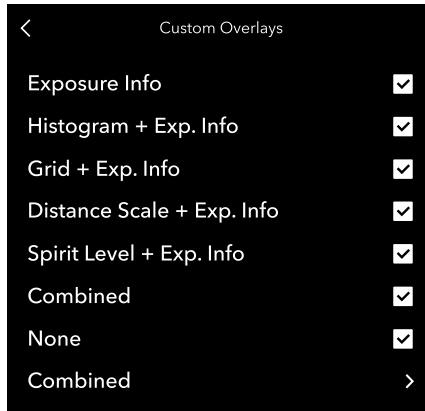 Custom Overlays
Exposure Info
Histogram + Exp. Info
Grid + Exp. Info
Distance Scale + Exp. Info
Spirit Level + Exp. Info
Combined
None
Combined